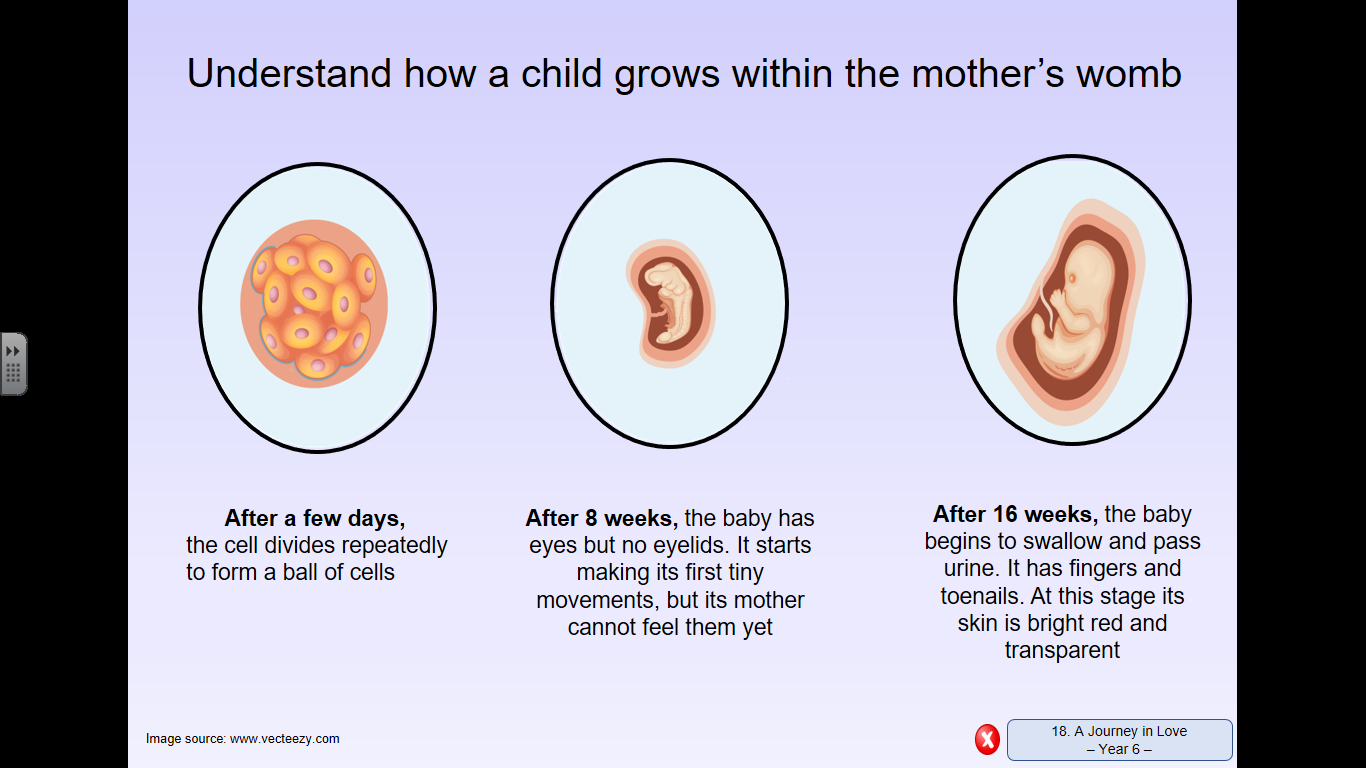 Understand how a child grows within the mother’s womb
After a few days,
the cell divides repeatedly
to form a ball of cells
After 8 weeks, the baby has
eyes but no eyelids. It starts
making its first tiny
movements, but its mother
cannot feel them yet
After 16 weeks, the baby
begins to swallow and pass
urine. It has fingers and
toenails. At this stage its
skin is bright red and
transparent
Image source: www.vecteezy.com
X
18. A Journey in Love
– Year 6 –